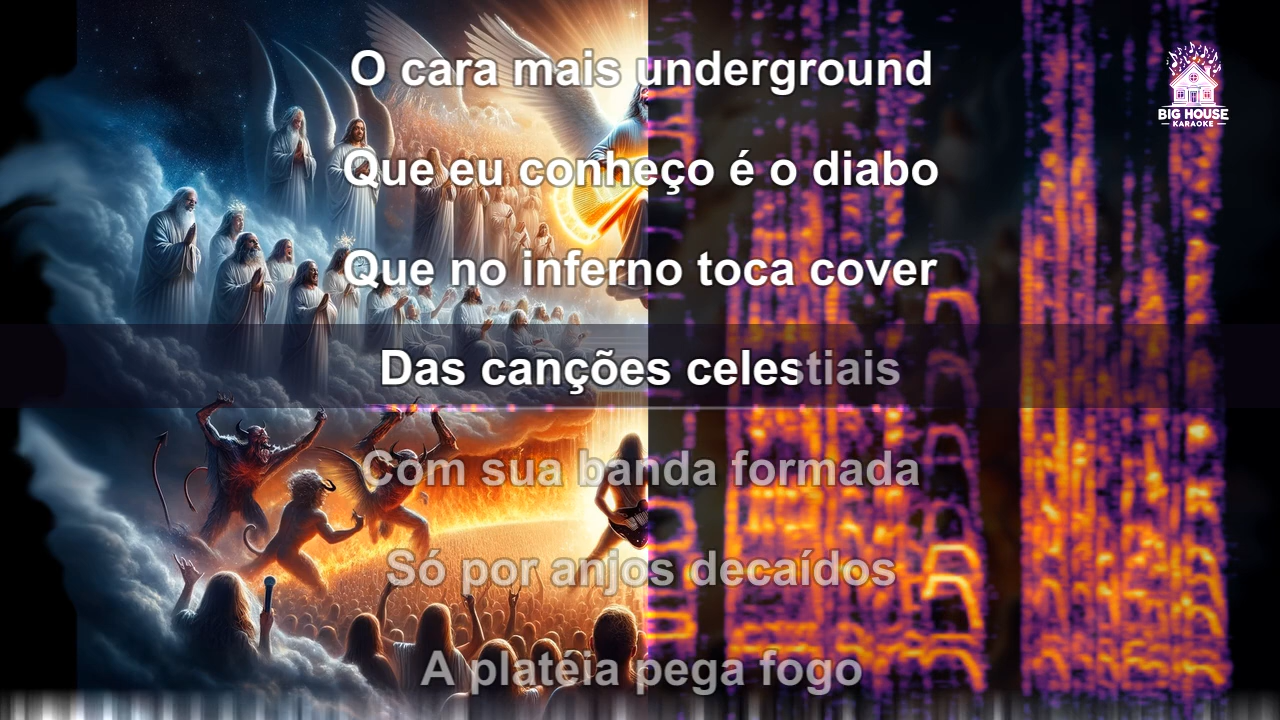 O cara mais underground
BIG HOUSE
KARAOKE
Que eu conheço é o diabo
Que no inferno toca cover
Das canções celestiais
Com sua banda formada
Só por anjos decaídos
A platéia pega fogo